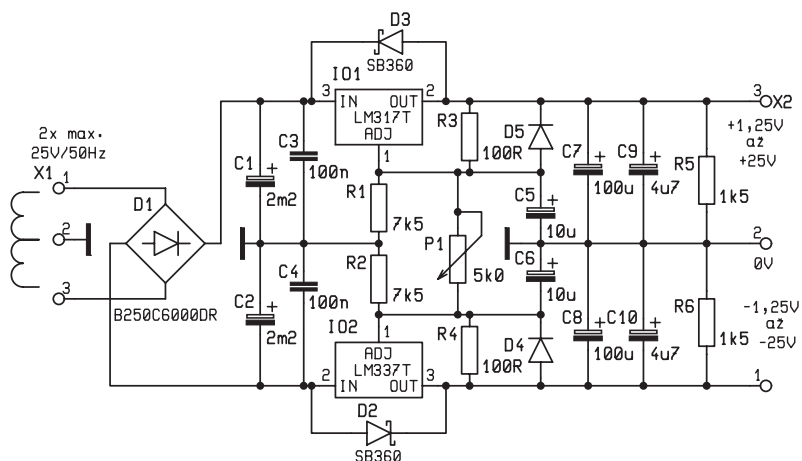 D3
SB360
IO1
3 IN OUT 2
LM317T
ADJ
1
3
X2
+1,25V
až
+25V
2x max.
25V/50Hz
X1
1
2
3
D1
B250C6000DR
C1 +
2m2
C3
100n
R1
7k5
R3
100R
D5
C5 +
10u
C7 +
100u
C9 +
4u7
R5
1k5
P1
5k0
2
0V
C2 +
2m2
C4
100n
R2
7k5
C6 +
10u
IO2
1
ADJ
LM337T
2 IN OUT 3
R4
100R
D4
C8 +
100u
C10 +
4u7
R6
1k5
-1,25V
až
-25V
1
D2
SB360